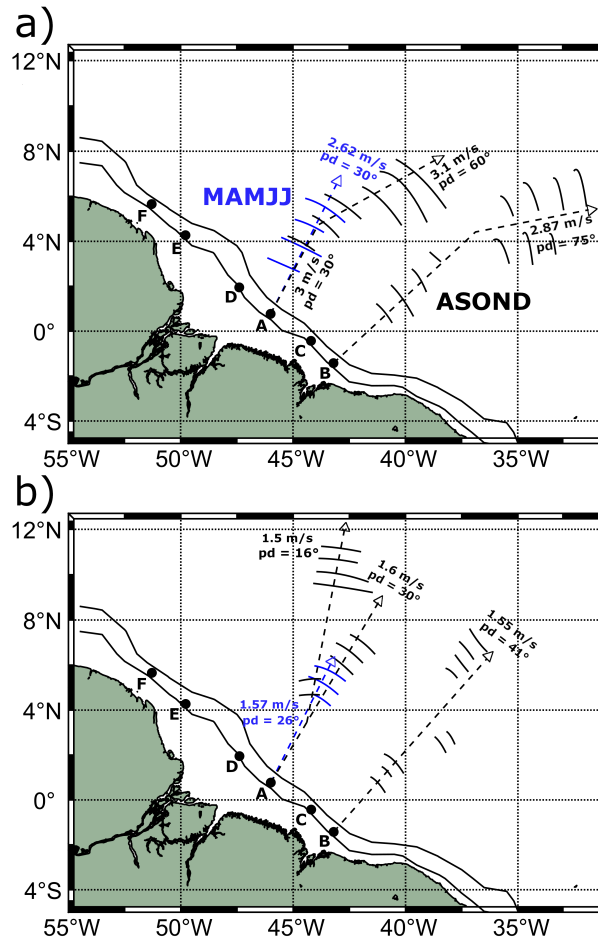 a)
12°N
8°N
4°N
0°
4°S
55°W
50°W
45°W
40°W
35°W
MAMJJ
2.62 m/s
pd = 30°
3.1 m/s
pd = 60°
3 m/s
pd = 30°
2.87 m/s
pd = 75°
ASOND
F
E
D
A
C
B
b)
12°N
8°N
4°N
0°
4°S
55°W
50°W
45°W
40°W
35°W
1.5 m/s
pd = 16°
1.6 m/s
pd = 30°
1.55 m/s
pd = 41°
1.57 m/s
pd = 26°
F
E
D
A
C
B